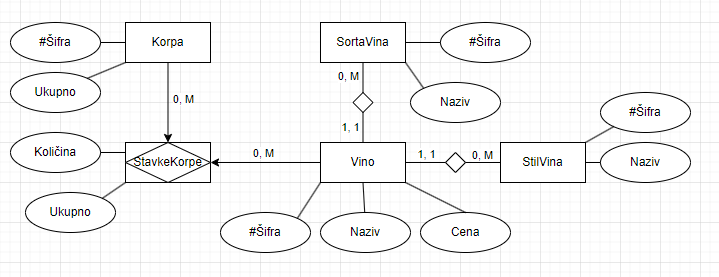 #Šifra
Korpa
SortaVina
#Šifra
0, M
Ukupno
0, M
Naziv
#Šifra
1, 1
Količina
StavkeKorpe
0, M
Vino
1, 1
0, M
StilVina
Naziv
Ukupno
#Šifra
Naziv
Cena